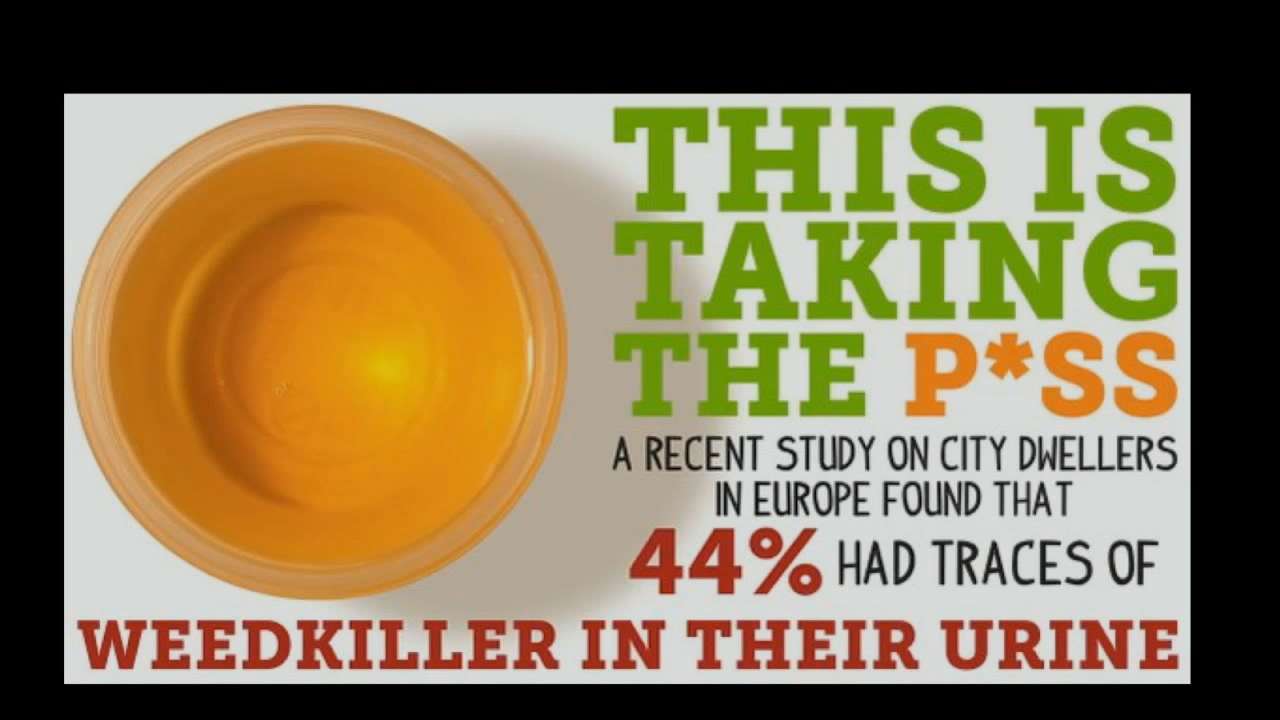 THIS IS
TAKING
THE P*SS
A RECENT STUDY ON CITY DWELLERS
IN EUROPE FOUND THAT
44% HAD TRACES OF
WEEDKILLER IN THEIR URINE